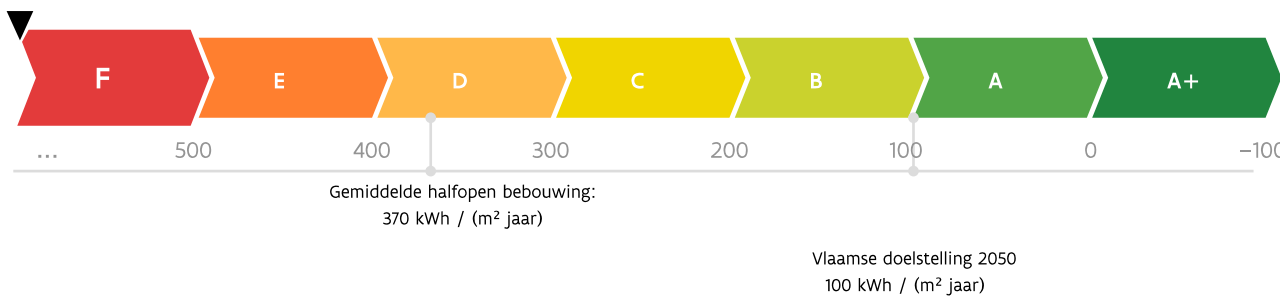 F E D C B A A+
... 500 400 300 200 100 0 −100
Gemiddelde halfopen bebouwing:
370 kWh / (m² jaar)
Vlaamse doelstelling 2050
100 kWh / (m² jaar)